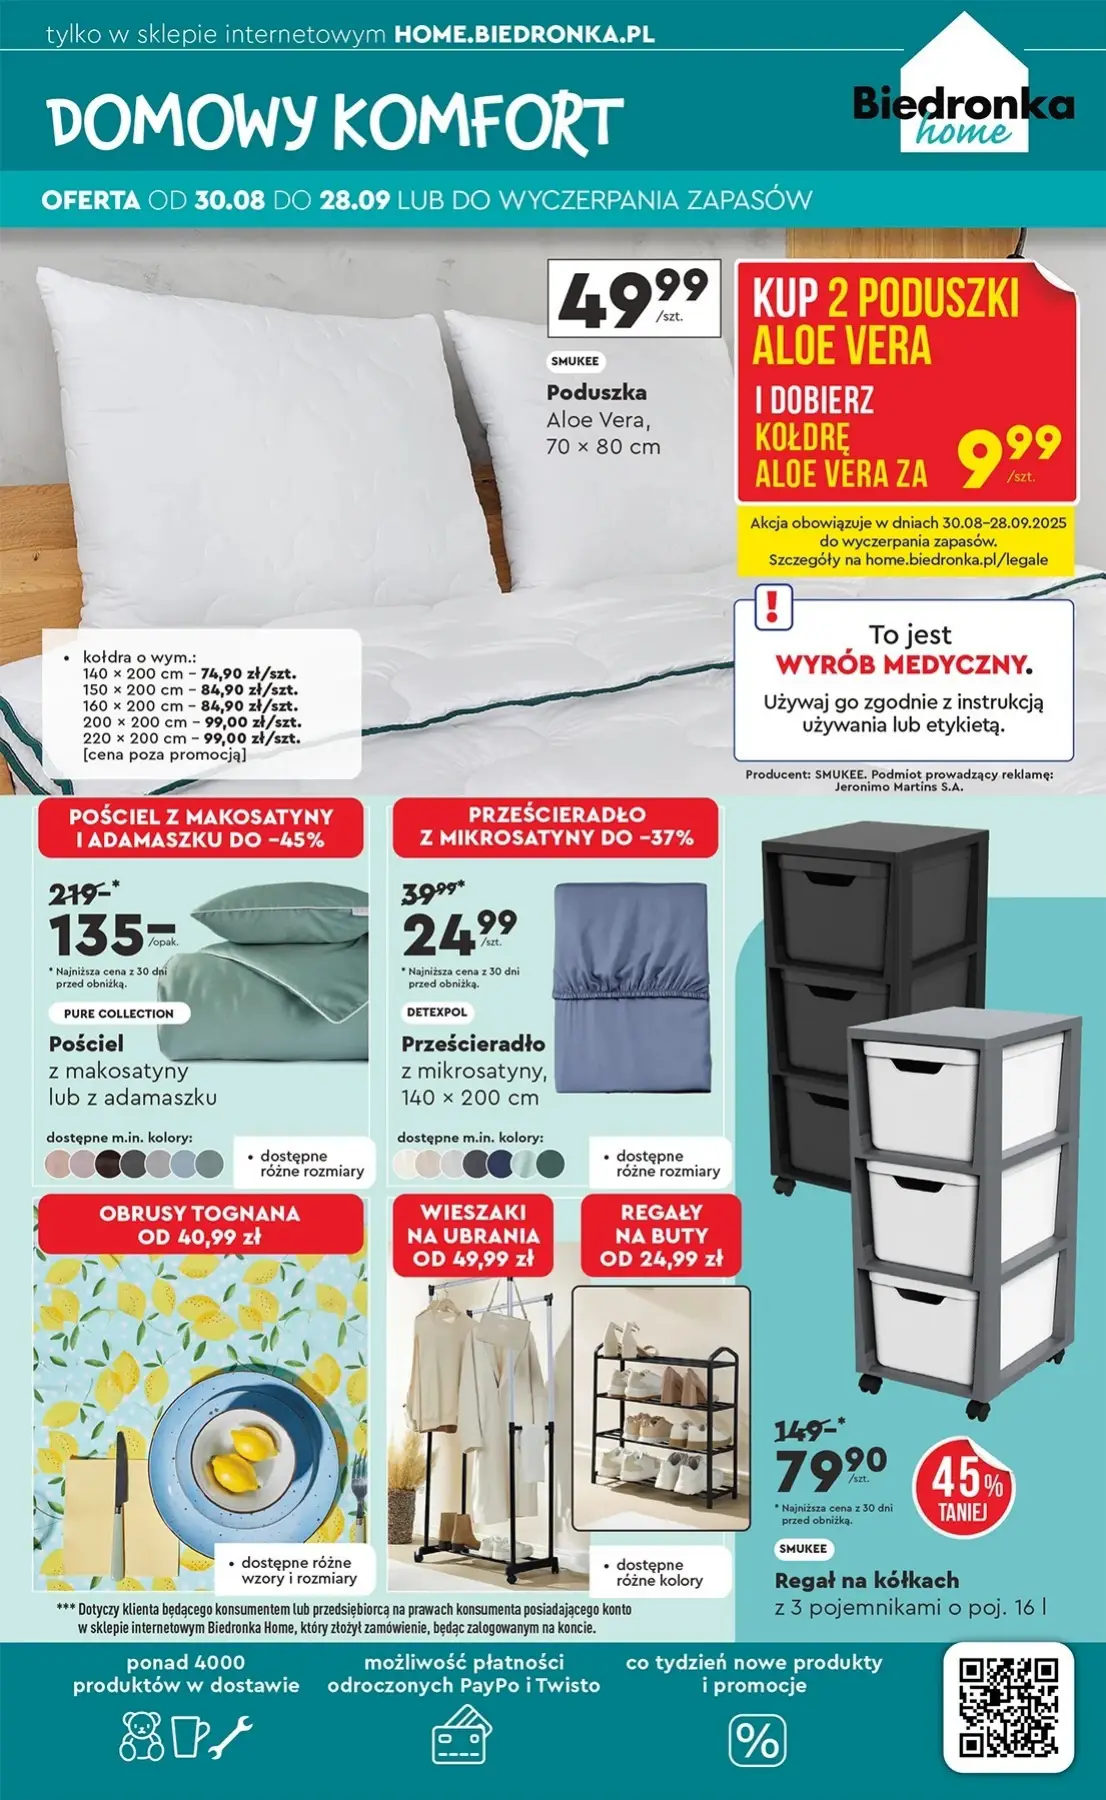 tylko w sklepie internetowym HOME.BIEDRONKA.PL
Biedronka
home
DOMOWY KOMFORT
OFERTA OD 30.08 DO 28.09 LUB DO WYCZERPANIA ZAPASÓW
49 99
/szt.
SMUKEE
Poduszka
Aloe Vera,
70 × 80 cm
KUP 2 PODUSZKI
ALOE VERA
I DOBIERZ
KOŁDRĘ
ALOE VERA ZA
9 99
/szt.
Akcja obowiązuje w dniach 30.08–28.09.2025
do wyczerpania zapasów.
Szczegóły na home.biedronka.pl/legale
!
To jest
WYRÓB MEDYCZNY.
Używaj go zgodnie z instrukcją
używania lub etykietą.
Producent: SMUKEE. Podmiot prowadzący reklamę:
Jeronimo Martins S.A.
• kołdra o wym.:
140 × 200 cm – 74,90 zł/szt.
150 × 200 cm – 84,90 zł/szt.
160 × 200 cm – 84,90 zł/szt.
200 × 200 cm – 99,00 zł/szt.
220 × 200 cm – 99,00 zł/szt.
[cena poza promocją]
POŚCIEL Z MAKOSATYNY
I ADAMASZKU DO –45%
219–*
135–
/opak.
* Najniższa cena z 30 dni
przed obniżką.
PURE COLLECTION
Pościel
z makosatyny
lub z adamaszku
dostępne m.in. kolory:
• dostępne
różne rozmiary
PRZEŚCIERADŁO
Z MIKROSATYNY DO –37%
39 99*
24 99
/szt.
* Najniższa cena z 30 dni
przed obniżką.
DETEXPOL
Prześcieradło
z mikrosatyny,
140 × 200 cm
dostępne m.in. kolory:
• dostępne
różne rozmiary
OBRUSY TOGNANA
OD 40,99 zł
• dostępne różne
wzory i rozmiary
WIESZAKI
NA UBRANIA
OD 49,99 zł
REGAŁY
NA BUTY
OD 24,99 zł
• dostępne
różne kolory
149–*
79 90
/szt.
* Najniższa cena z 30 dni
przed obniżką.
45%
TANIEJ
SMUKEE
Regał na kółkach
z 3 pojemnikami o poj. 16 l
*** Dotyczy klienta będącego konsumentem lub przedsiębiorcą na prawach konsumenta posiadającego konto
w sklepie internetowym Biedronka Home, który złożył zamówienie, będąc zalogowanym na koncie.
ponad 4000
produktów w dostawie
możliwość płatności
odroczonych PayPo i Twisto
co tydzień nowe produkty
i promocje
%